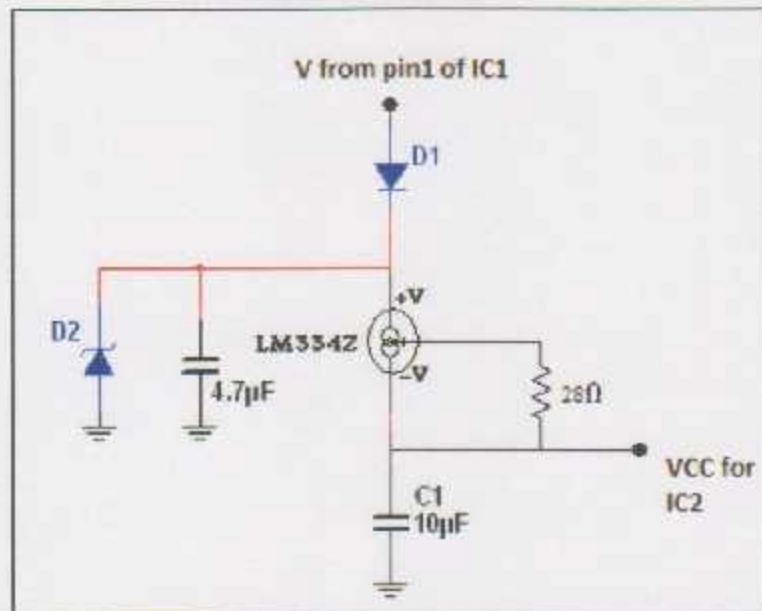 V from pin1 of IC1
D1
+V
D2
LM334Z
-V
4.7µF
28Ω
VCC for
IC2
C1
10µF